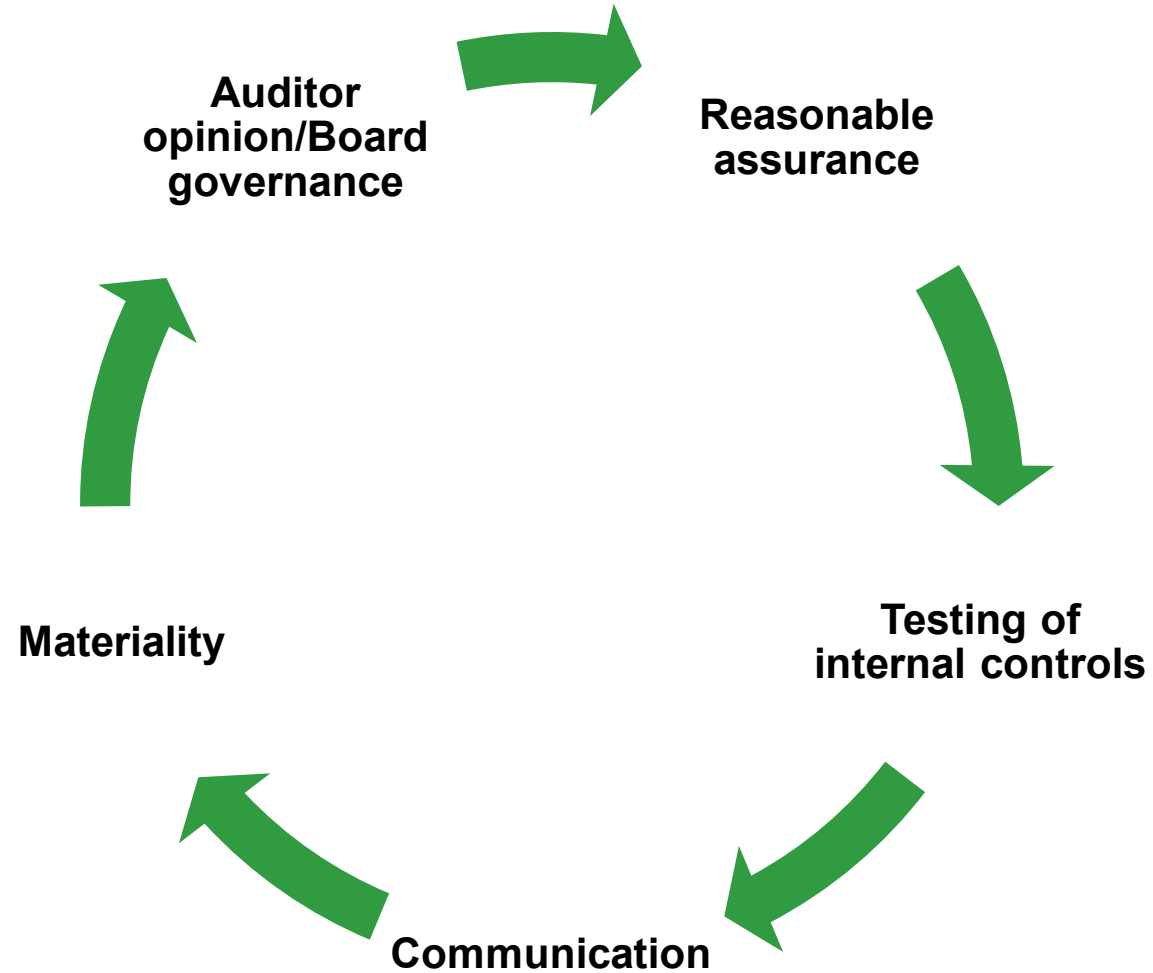 Auditor
opinion/Board
governance
Reasonable
assurance
Testing of
internal controls
Communication
Materiality